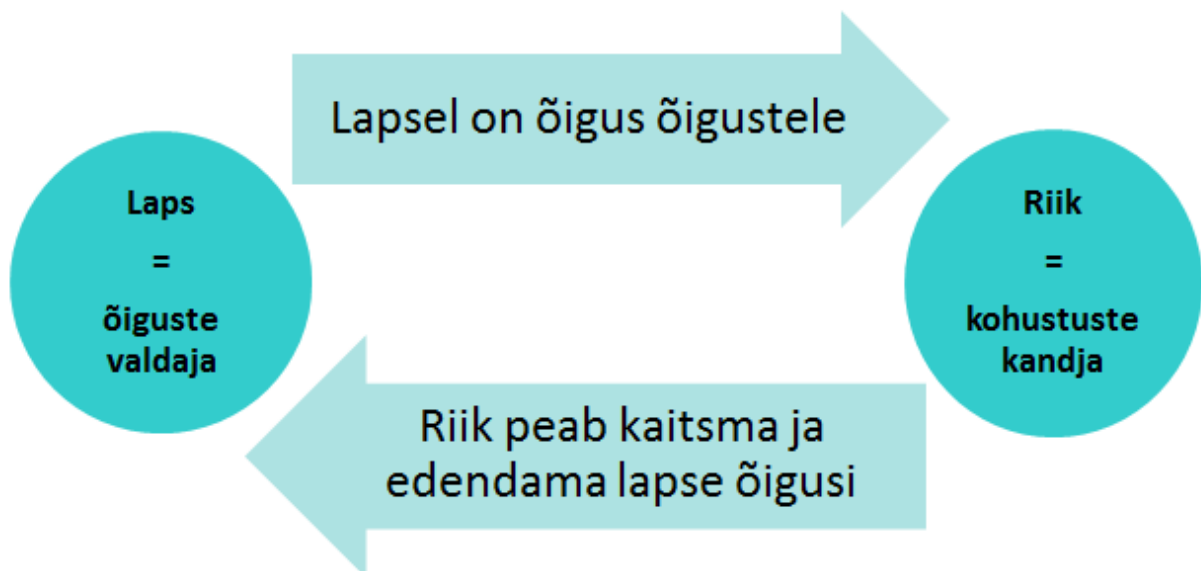 Lapsel on õigus õigustele
Laps
=
õiguste
valdaja
Riik
=
kohustuste
kandja
Riik peab kaitsma ja
edendama lapse õigusi